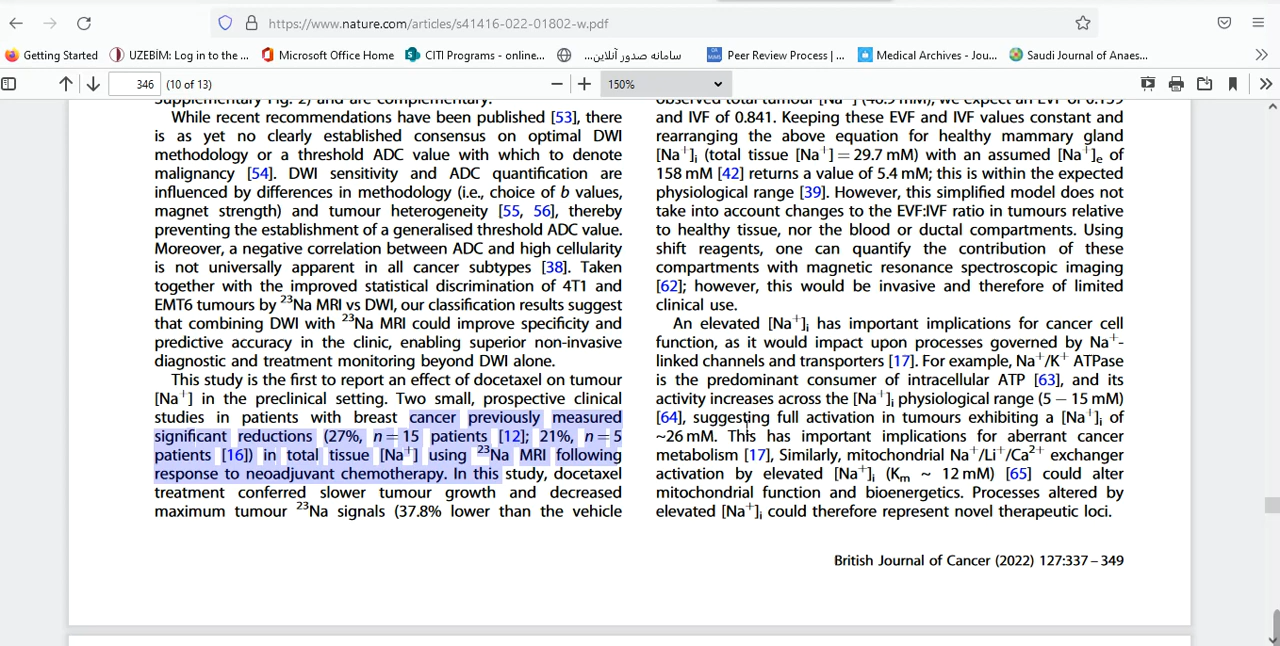 https://www.nature.com/articles/s41416-022-01802-w.pdf
Getting Started
UZEBİM: Log in to the ...
Microsoft Office Home
CITI Programs - online...
سامانه صدور آنلاین...
Peer Review Process | ...
Medical Archives - Jou...
Saudi Journal of Anaes...
346 (10 of 13)
150%
Supplementary Fig. 2) and are complementary.
While recent recommendations have been published [53], there
is as yet no clearly established consensus on optimal DWI
methodology or a threshold ADC value with which to denote
malignancy [54]. DWI sensitivity and ADC quantification are
influenced by differences in methodology (i.e., choice of b values,
magnet strength) and tumour heterogeneity [55, 56], thereby
preventing the establishment of a generalised threshold ADC value.
Moreover, a negative correlation between ADC and high cellularity
is not universally apparent in all cancer subtypes [38]. Taken
together with the improved statistical discrimination of 4T1 and
EMT6 tumours by ²³Na MRI vs DWI, our classification results suggest
that combining DWI with ²³Na MRI could improve specificity and
predictive accuracy in the clinic, enabling superior non-invasive
diagnostic and treatment monitoring beyond DWI alone.
This study is the first to report an effect of docetaxel on tumour
[Na⁺] in the preclinical setting. Two small, prospective clinical
studies in patients with breast cancer previously measured
significant reductions (27%, n = 15 patients [12]; 21%, n = 5
patients [16]) in total tissue [Na⁺] using ²³Na MRI following
response to neoadjuvant chemotherapy. In this study, docetaxel
treatment conferred slower tumour growth and decreased
maximum tumour ²³Na signals (37.8% lower than the vehicle
observed total tumour [Na⁺] (46.9 mM), we expect an EVF of 0.159
and IVF of 0.841. Keeping these EVF and IVF values constant and
rearranging the above equation for healthy mammary gland
[Na⁺]ᵢ (total tissue [Na⁺] = 29.7 mM) with an assumed [Na⁺]ₑ of
158 mM [42] returns a value of 5.4 mM; this is within the expected
physiological range [39]. However, this simplified model does not
take into account changes to the EVF:IVF ratio in tumours relative
to healthy tissue, nor the blood or ductal compartments. Using
shift reagents, one can quantify the contribution of these
compartments with magnetic resonance spectroscopic imaging
[62]; however, this would be invasive and therefore of limited
clinical use.
An elevated [Na⁺]ᵢ has important implications for cancer cell
function, as it would impact upon processes governed by Na⁺-
linked channels and transporters [17]. For example, Na⁺/K⁺ ATPase
is the predominant consumer of intracellular ATP [63], and its
activity increases across the [Na⁺]ᵢ physiological range (5 – 15 mM)
[64], suggesting full activation in tumours exhibiting a [Na⁺]ᵢ of
~26 mM. This has important implications for aberrant cancer
metabolism [17], Similarly, mitochondrial Na⁺/Li⁺/Ca²⁺ exchanger
activation by elevated [Na⁺]ᵢ (Kₘ ~ 12 mM) [65] could alter
mitochondrial function and bioenergetics. Processes altered by
elevated [Na⁺]ᵢ could therefore represent novel therapeutic loci.
British Journal of Cancer (2022) 127:337 – 349